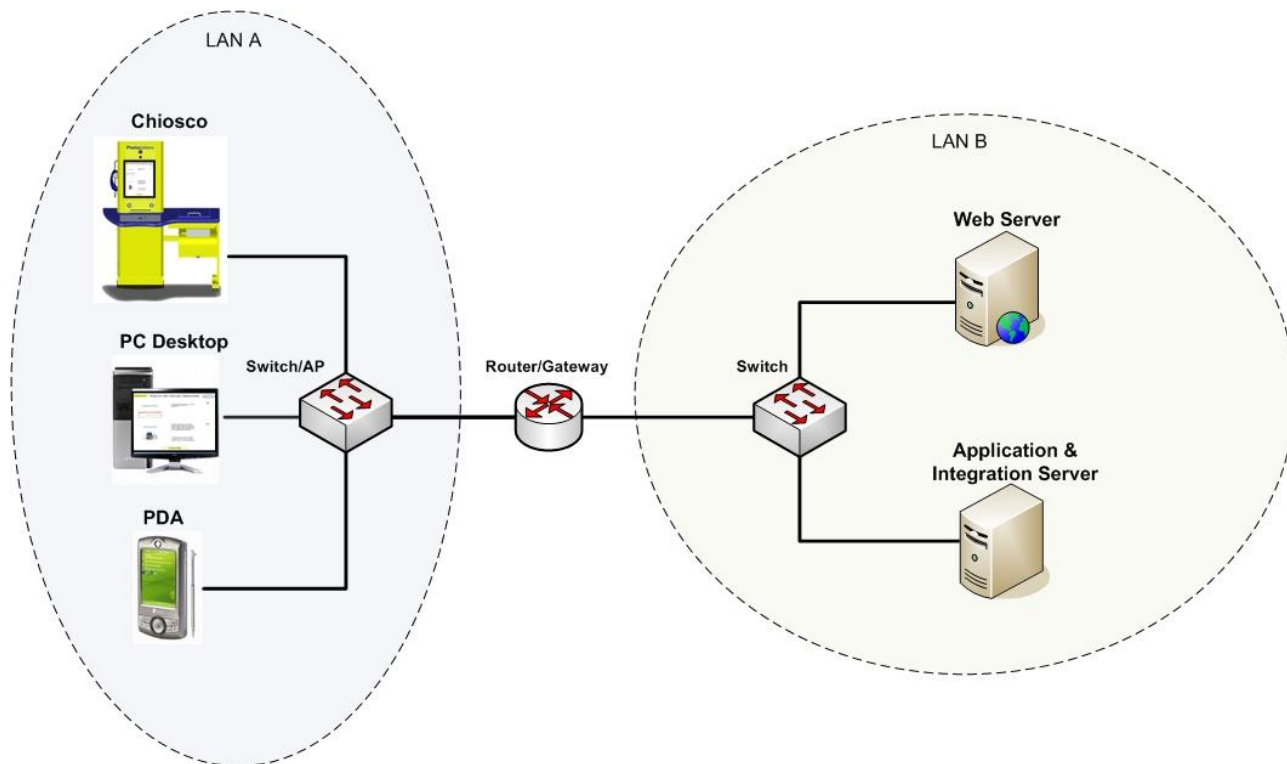 LAN A
Chiosco
PC Desktop
Switch/AP
PDA
Router/Gateway
LAN B
Switch
Web Server
Application &
Integration Server